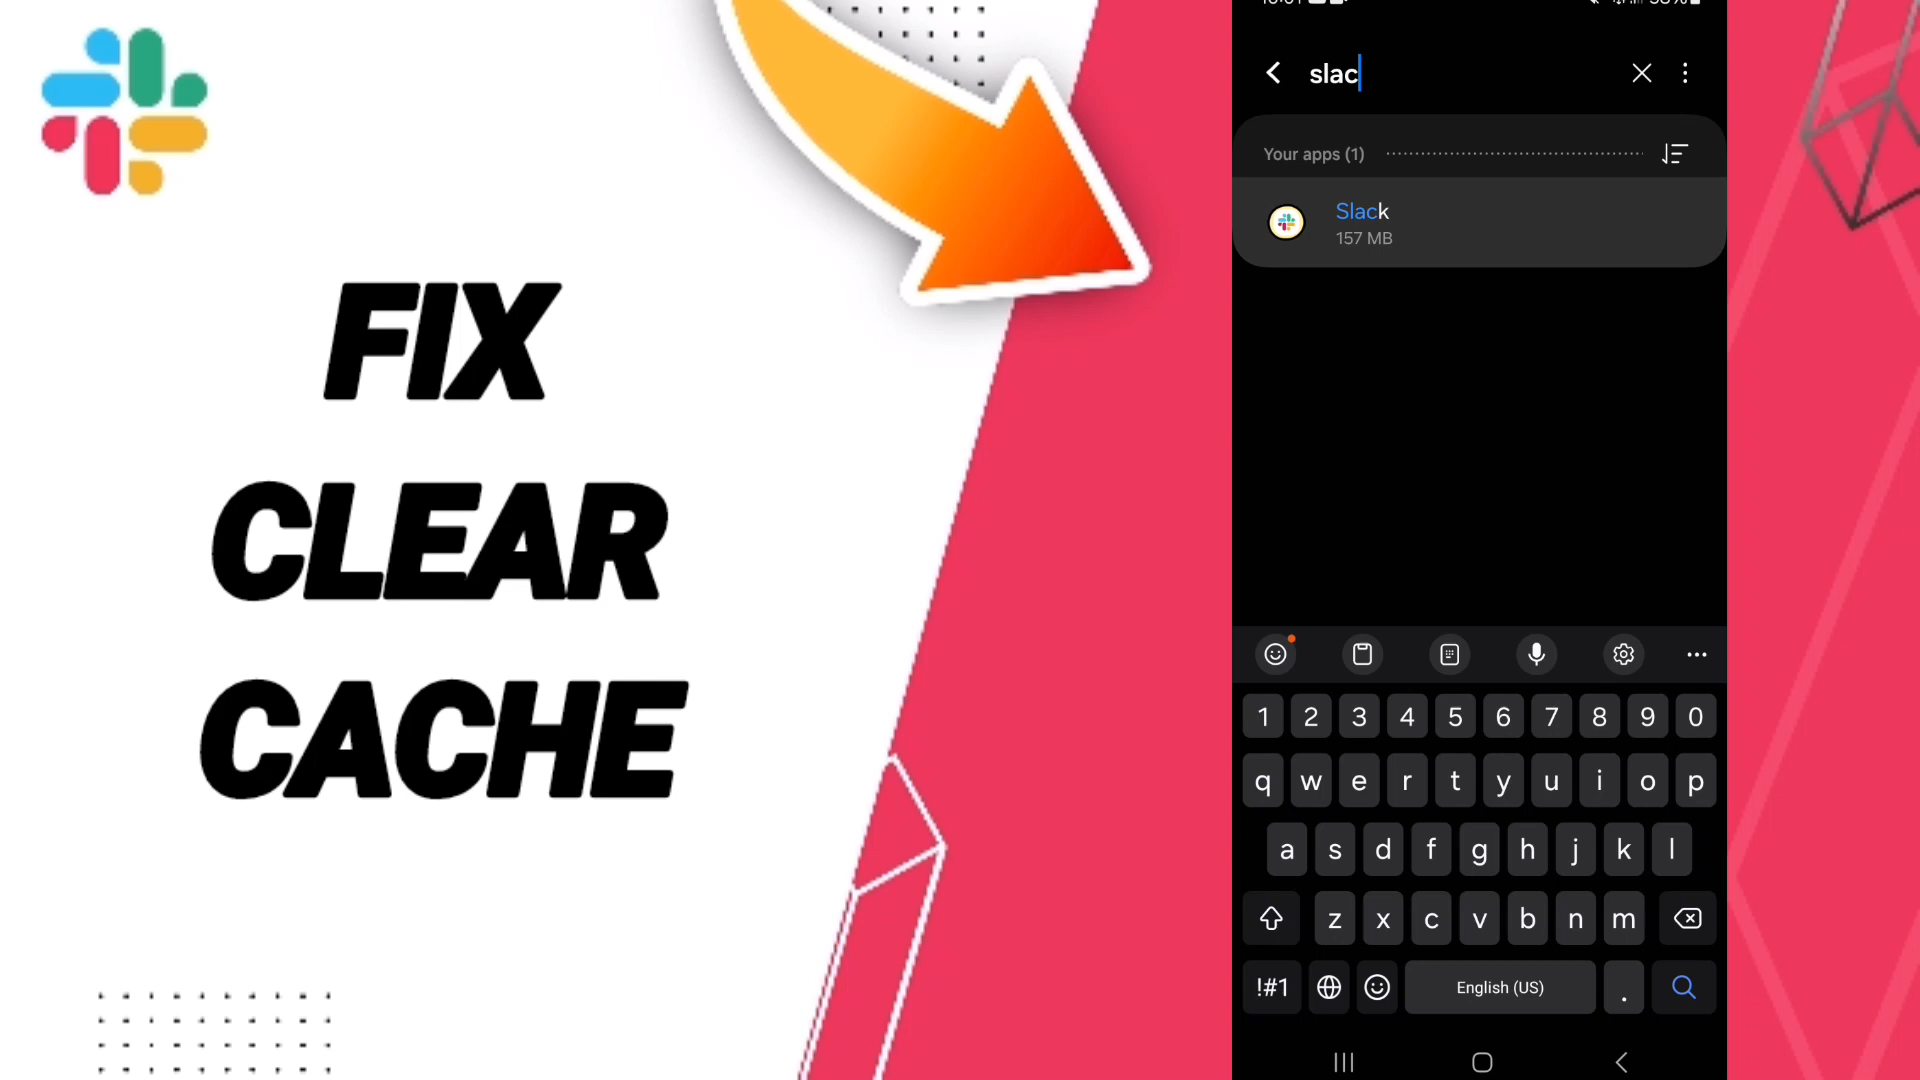 FIX
CLEAR
CACHE
slac
Your apps (1)
Slack
157 MB
1 2 3 4 5 6 7 8 9 0
q w e r t y u i o p
a s d f g h j k l
z x c v b n m
!#1 English (US) .